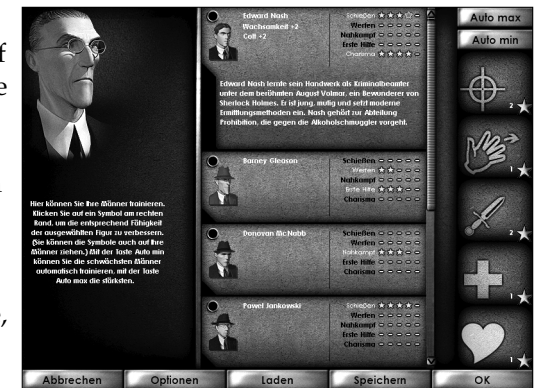 f
e
,
Hier können Sie Ihre Männer trainieren.
Klicken Sie auf ein Symbol am rechten
Rand, um die entsprechend Fähigkeit
der ausgewählten Figur zu verbessern.
(Sie können die Symbole auch auf Ihre
Männer ziehen.) Mit der Taste Auto min
können Sie die schwächsten Männer
automatisch trainieren, mit der Taste
Auto max die stärksten.
Edward Nash
Wachsamkeit +2
Colt +2
Schießen
Werfen
Nahkampf
Erste Hilfe
Charisma
Edward Nash lernte sein Handwerk als Kriminalbeamter
unter dem berühmten August Volmar, ein Bewunderer von
Sherlock Holmes. Er ist jung, mutig und setzt moderne
Ermittlungsmethoden ein. Nash gehört zur Abteilung
Prohibition, die gegen die Alkoholschmuggler vorgeht.
Barney Gleason
Schießen
Werfen
Nahkampf
Erste Hilfe
Charisma
Donovan McNabb
Schießen
Werfen
Nahkampf
Erste Hilfe
Charisma
Pawel Jankowski
Schießen
Werfen
Nahkampf
Erste Hilfe
Charisma
Auto max
Auto min
2
1
2
1
1
Abbrechen
Optionen
Laden
Speichern
OK